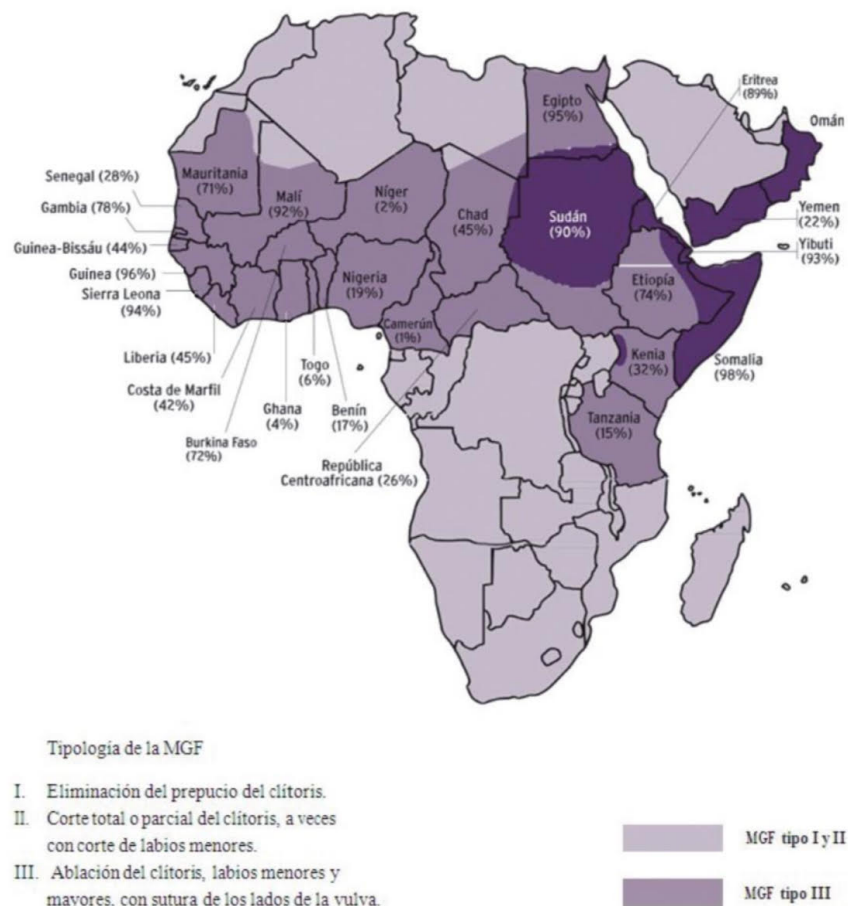 Eritrea
(89%)
Egipto
(95%)
Omán
Senegal (28%)
Mauritania
(71%)
Malí
(92%)
Níger
(2%)
Gambia (78%)
Chad
(45%)
Sudán
(90%)
Yemen
(22%)
Guinea-Bissáu (44%)
Yibuti
(93%)
Guinea (96%)
Nigeria
(19%)
Etiopía
(74%)
Sierra Leona
(94%)
Camerún
(1%)
Liberia (45%)
Kenia
(32%)
Somalia
(98%)
Togo
(6%)
Costa de Marfil
(42%)
Ghana
(4%)
Benín
(17%)
Tanzania
(15%)
Burkina Faso
(72%)
República
Centroafricana (26%)
Tipología de la MGF
I. Eliminación del prepucio del clítoris.
II. Corte total o parcial del clítoris, a veces
con corte de labios menores.
III. Ablación del clítoris, labios menores y
mayores, con sutura de los lados de la vulva.
MGF tipo I y II
MGF tipo III